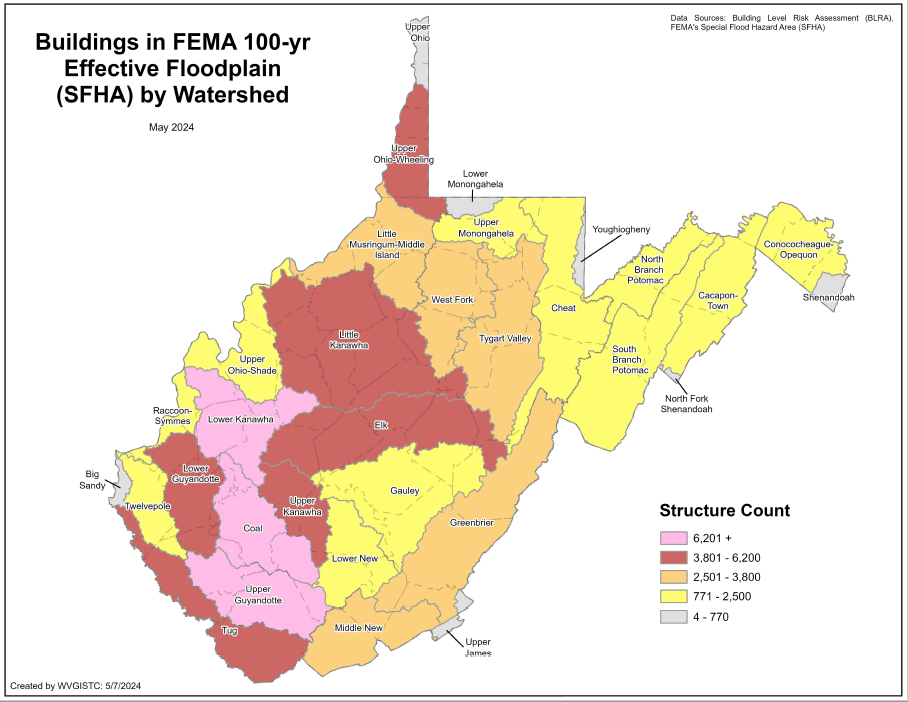 Buildings in FEMA 100-yr
Effective Floodplain
(SFHA) by Watershed
May 2024
Data Sources: Building Level Risk Assessment (BLRA),
FEMA's Special Flood Hazard Area (SFHA)
Upper
Ohio
Upper
Ohio-Wheeling
Lower
Monongahela
Upper
Monongahela
Youghiogheny
Little
Musringum-Middle
Island
North
Branch
Potomac
Conococheague-
Opequon
Shenandoah
Cacapon-
Town
West Fork
Cheat
Tygart Valley
Little
Kanawha
South
Branch
Potomac
Upper
Ohio-Shade
North Fork
Shenandoah
Raccoon-
Symmes
Lower Kanawha
Elk
Big
Sandy
Lower
Guyandotte
Twelvepole
Upper
Kanawha
Gauley
Greenbrier
Coal
Lower New
Upper
Guyandotte
Tug
Middle New
Upper
James
Structure Count
6,201 +
3,801 - 6,200
2,501 - 3,800
771 - 2,500
4 - 770
Created by WVGISTC: 5/7/2024